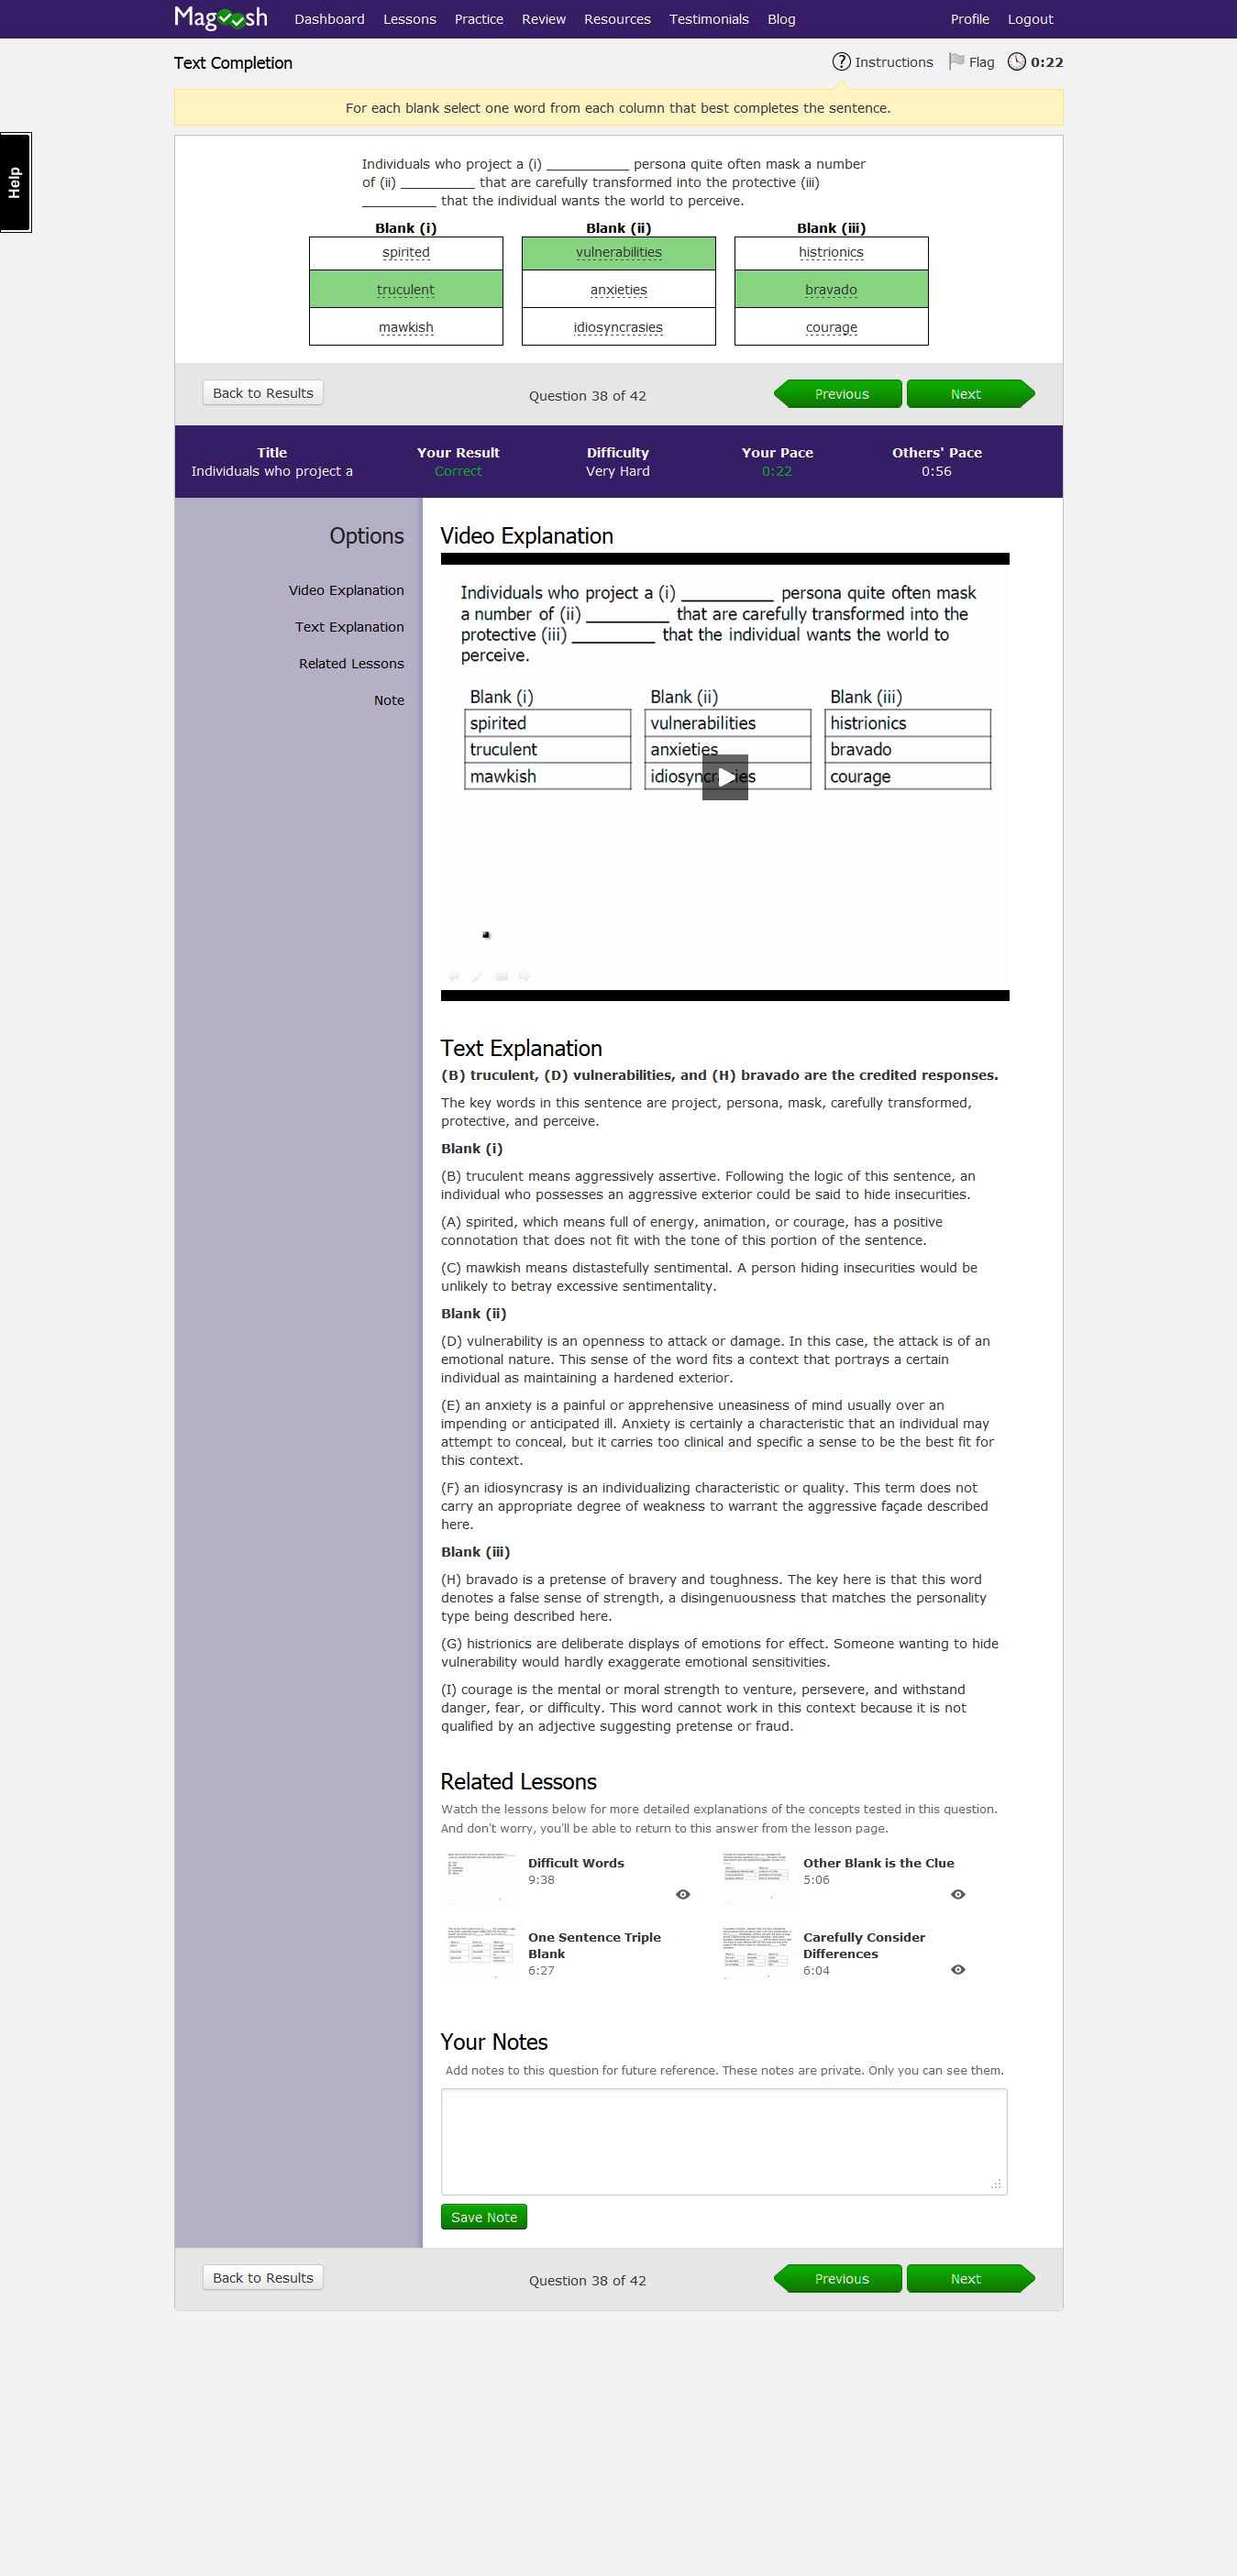 Magoosh Dashboard Lessons Practice Review Resources Testimonials Blog Profile Logout
Text Completion
? Instructions Flag 0:22
For each blank select one word from each column that best completes the sentence.
Help
Individuals who project a (i) ___________ persona quite often mask a number
of (ii) __________ that are carefully transformed into the protective (iii)
__________ that the individual wants the world to perceive.
Blank (i) Blank (ii) Blank (iii)
spirited vulnerabilities histrionics
truculent anxieties bravado
mawkish idiosyncrasies courage
Back to Results Question 38 of 42 Previous Next
Title Your Result Difficulty Your Pace Others' Pace
Individuals who project a Correct Very Hard 0:22 0:56
Options
Video Explanation
Text Explanation
Related Lessons
Note
Video Explanation
Individuals who project a (i) __________ persona quite often mask
a number of (ii) _________ that are carefully transformed into the
protective (iii) _________ that the individual wants the world to
perceive.
Blank (i) Blank (ii) Blank (iii)
spirited vulnerabilities histrionics
truculent anxieties bravado
mawkish idiosyncrasies courage
Text Explanation
(B) truculent, (D) vulnerabilities, and (H) bravado are the credited responses.
The key words in this sentence are project, persona, mask, carefully transformed,
protective, and perceive.
Blank (i)
(B) truculent means aggressively assertive. Following the logic of this sentence, an
individual who possesses an aggressive exterior could be said to hide insecurities.
(A) spirited, which means full of energy, animation, or courage, has a positive
connotation that does not fit with the tone of this portion of the sentence.
(C) mawkish means distastefully sentimental. A person hiding insecurities would be
unlikely to betray excessive sentimentality.
Blank (ii)
(D) vulnerability is an openness to attack or damage. In this case, the attack is of an
emotional nature. This sense of the word fits a context that portrays a certain
individual as maintaining a hardened exterior.
(E) an anxiety is a painful or apprehensive uneasiness of mind usually over an
impending or anticipated ill. Anxiety is certainly a characteristic that an individual may
attempt to conceal, but it carries too clinical and specific a sense to be the best fit for
this context.
(F) an idiosyncrasy is an individualizing characteristic or quality. This term does not
carry an appropriate degree of weakness to warrant the aggressive façade described
here.
Blank (iii)
(H) bravado is a pretense of bravery and toughness. The key here is that this word
denotes a false sense of strength, a disingenuousness that matches the personality
type being described here.
(G) histrionics are deliberate displays of emotions for effect. Someone wanting to hide
vulnerability would hardly exaggerate emotional sensitivities.
(I) courage is the mental or moral strength to venture, persevere, and withstand
danger, fear, or difficulty. This word cannot work in this context because it is not
qualified by an adjective suggesting pretense or fraud.
Related Lessons
Watch the lessons below for more detailed explanations of the concepts tested in this question.
And don't worry, you'll be able to return to this answer from the lesson page.
Difficult Words
9:38
Other Blank is the Clue
5:06
One Sentence Triple
Blank
6:27
Carefully Consider
Differences
6:04
Your Notes
Add notes to this question for future reference. These notes are private. Only you can see them.
Save Note
Back to Results Question 38 of 42 Previous Next